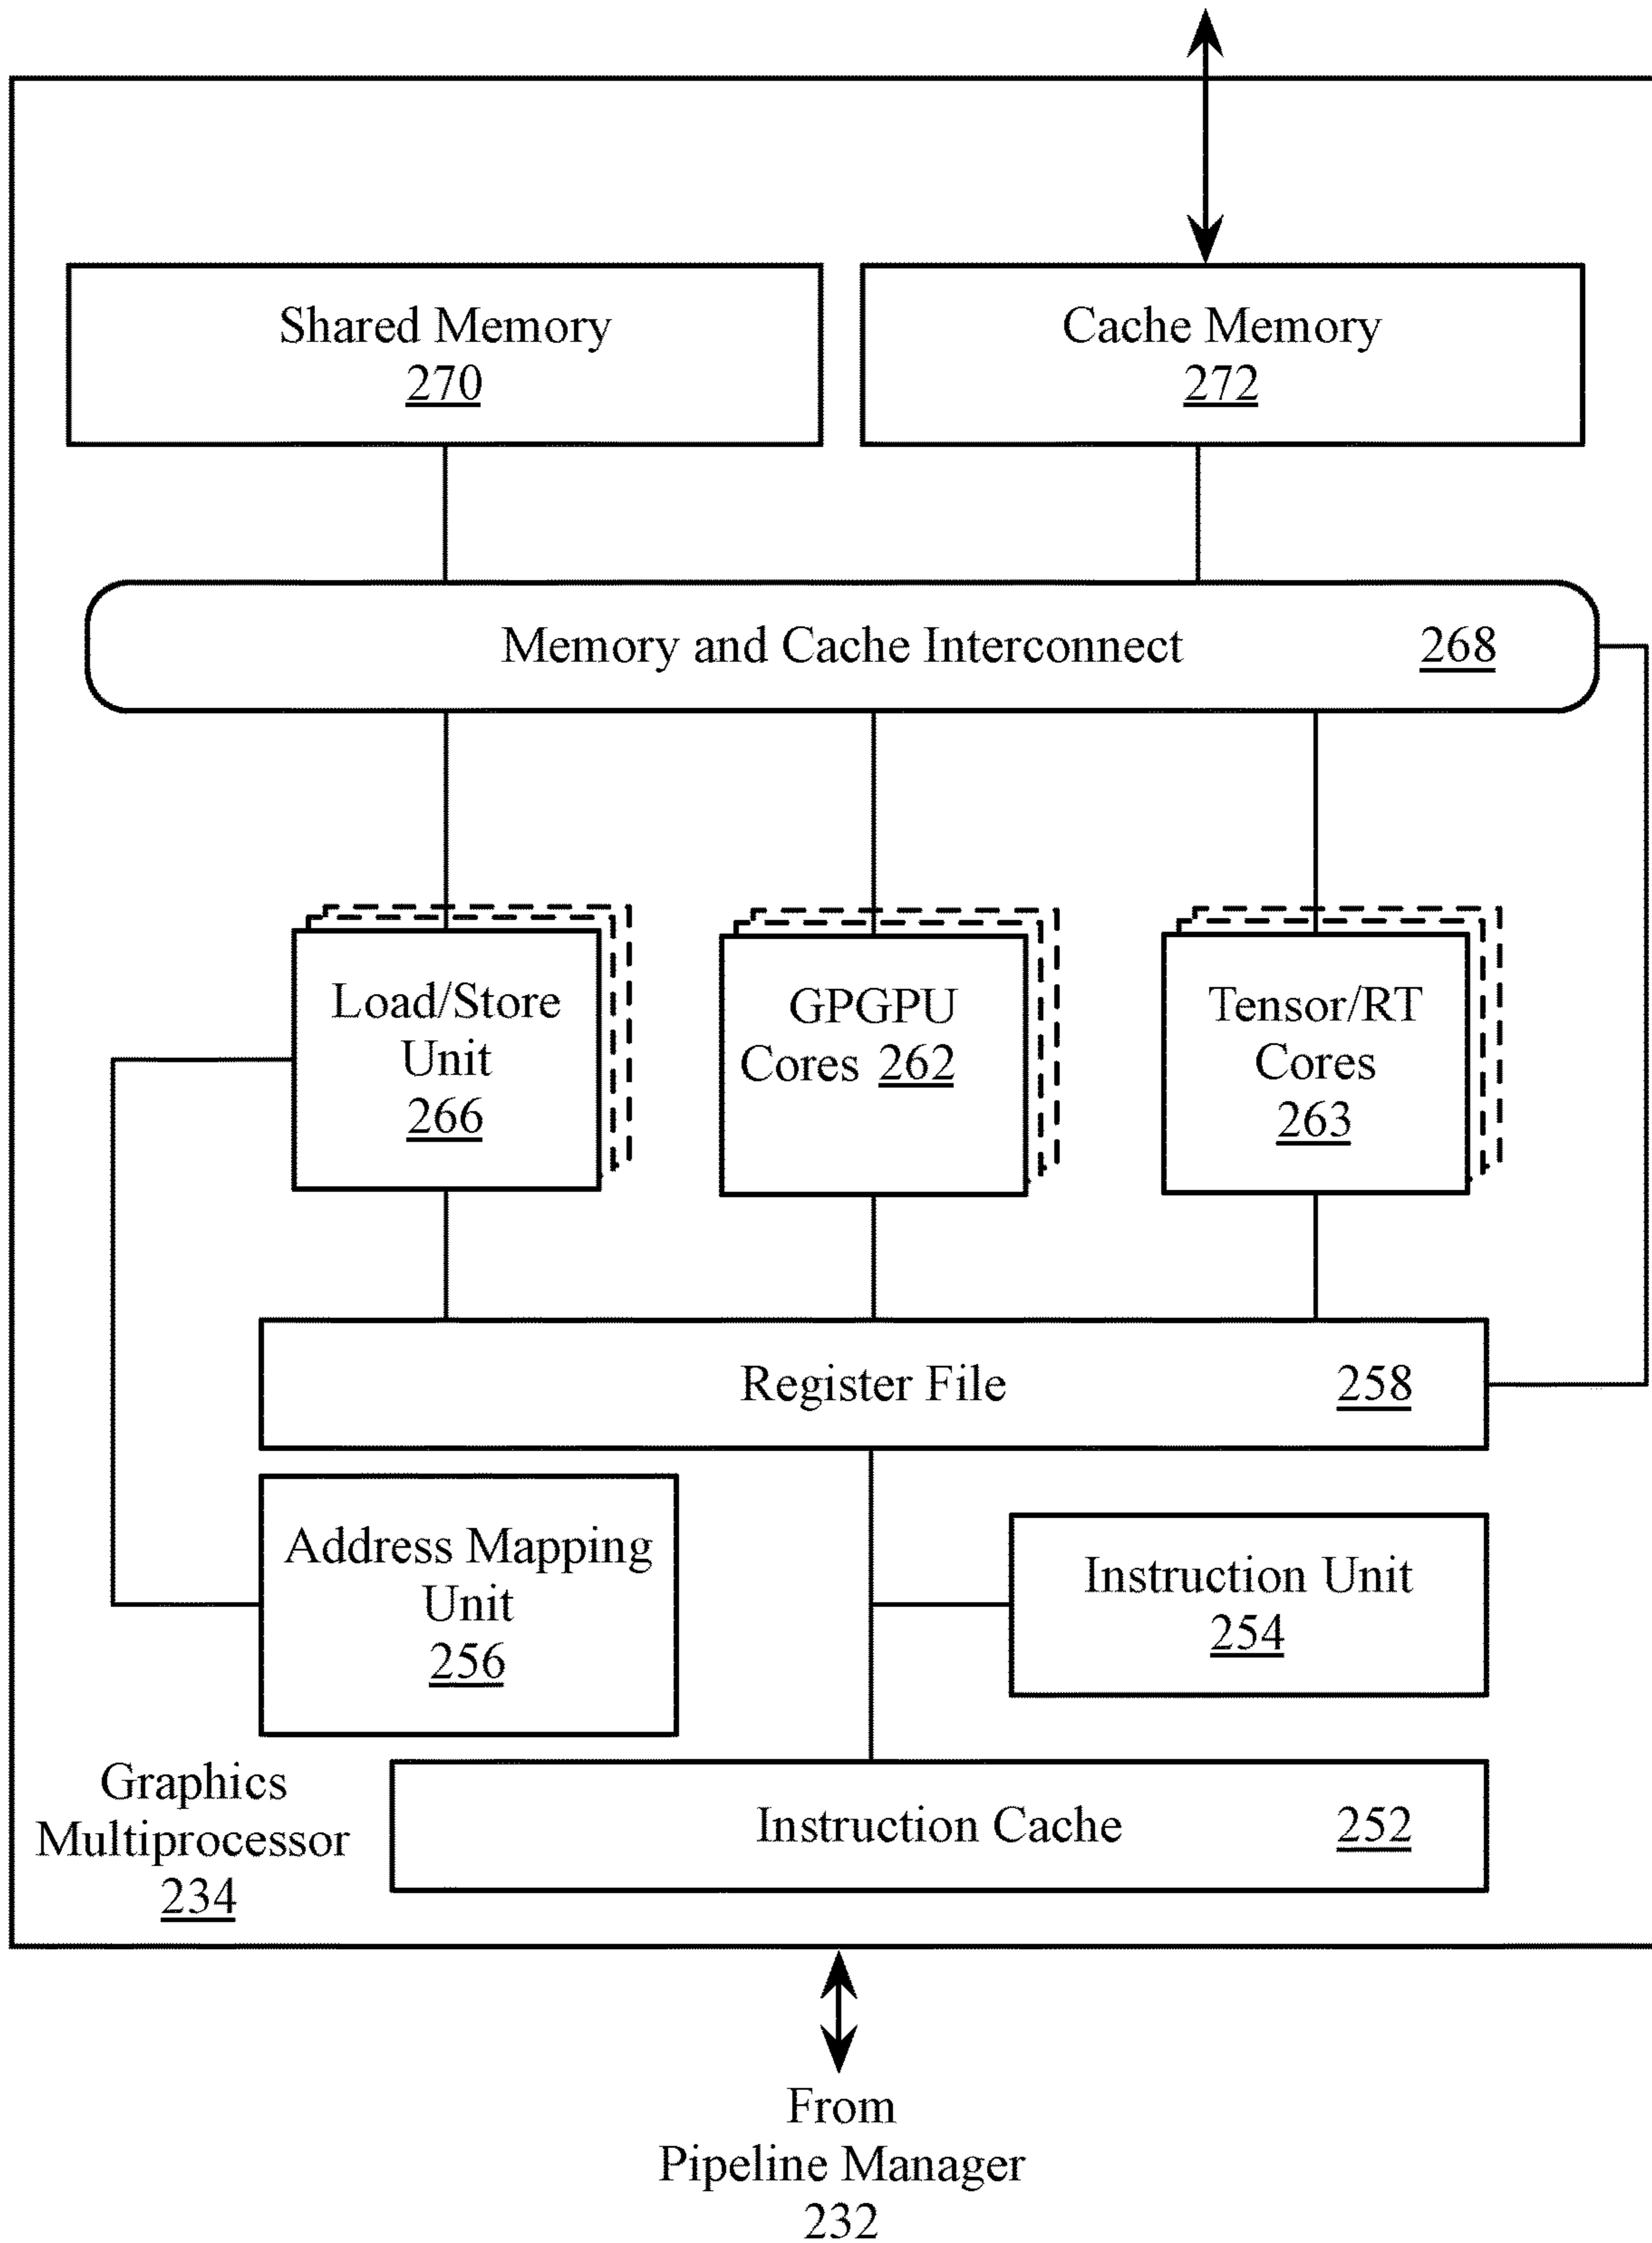 Shared Memory
270
Cache Memory
272
Memory and Cache Interconnect 268
Load/Store
Unit
266
GPGPU
Cores 262
Tensor/RT
Cores
263
Register File 258
Address Mapping
Unit
256
Instruction Unit
254
Graphics
Multiprocessor
234
Instruction Cache 252
From
Pipeline Manager
232